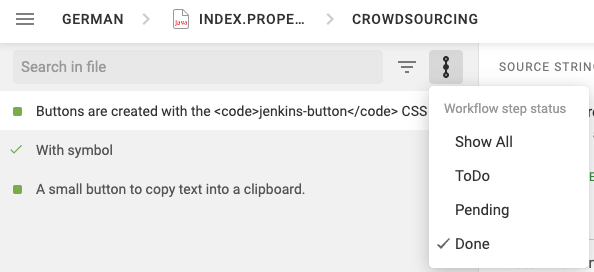 GERMAN
INDEX.PROPE...
CROWDSOURCING
Java
Search in file
SOURCE STRIN
Buttons are created with the <code>jenkins-button</code> CSS
With symbol
A small button to copy text into a clipboard.
Workflow step status
Show All
ToDo
Pending
Done